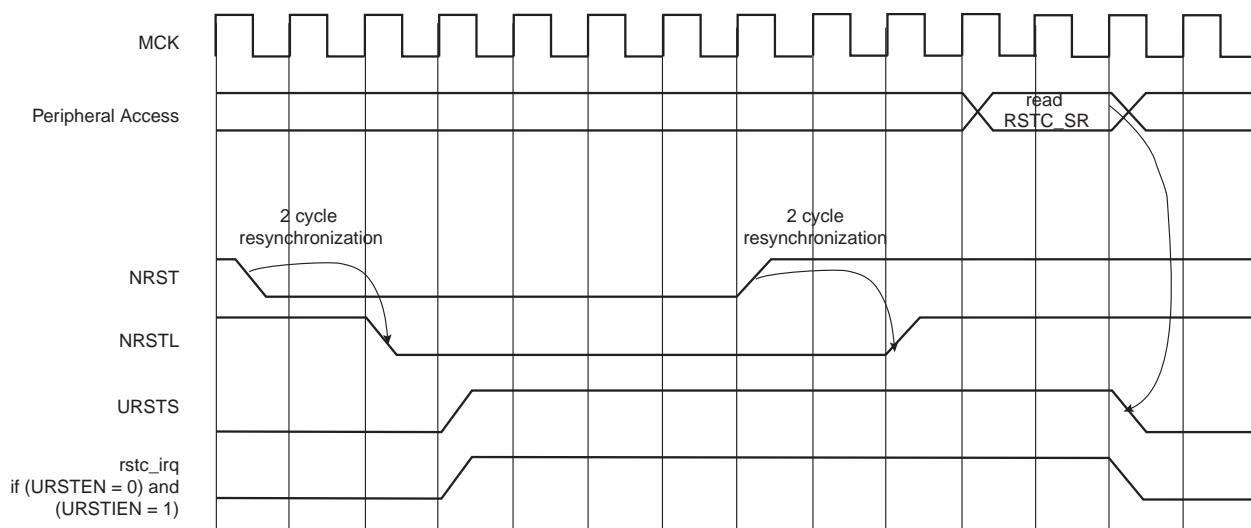 MCK
Peripheral Access
read
RSTC_SR
2 cycle
resynchronization
2 cycle
resynchronization
NRST
NRSTL
URSTS
rstc_irq
if (URSTEN = 0) and
(URSTIEN = 1)